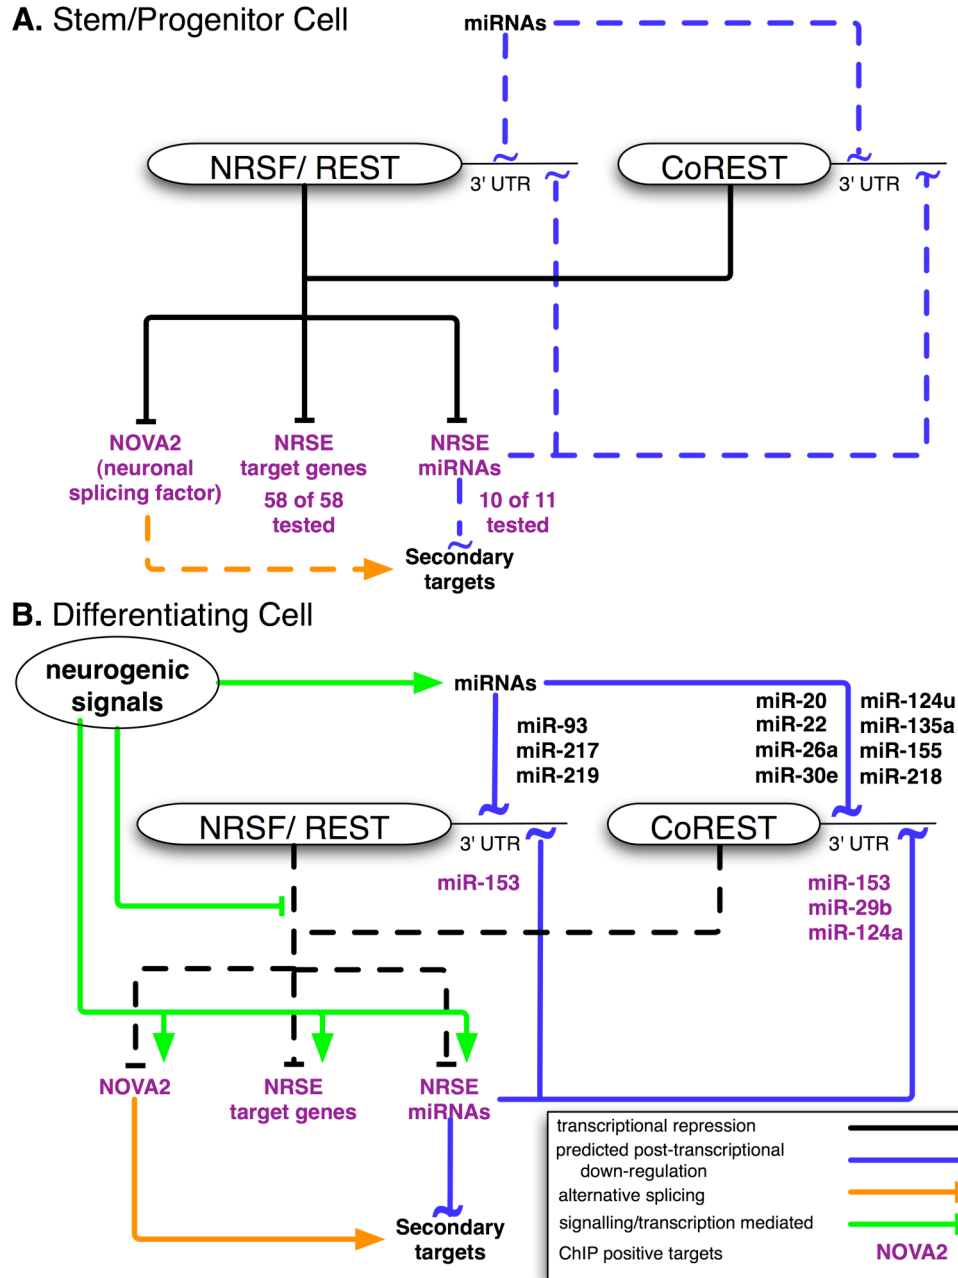 A. Stem/Progenitor Cell
miRNAs
NRSF/ REST
3' UTR
CoREST
3' UTR
NOVA2
(neuronal
splicing factor)
NRSE
target genes
58 of 58
tested
NRSE
miRNAs
10 of 11
tested
Secondary
targets
B. Differentiating Cell
neurogenic
signals
miRNAs
miR-93
miR-217
miR-219
miR-20
miR-22
miR-26a
miR-30e
miR-124u
miR-135a
miR-155
miR-218
NRSF/ REST
3' UTR
CoREST
3' UTR
miR-153
miR-153
miR-29b
miR-124a
NOVA2
NRSE
target genes
NRSE
miRNAs
Secondary
targets
transcriptional repression
predicted post-transcriptional
down-regulation
alternative splicing
signalling/transcription mediated
ChIP positive targets NOVA2